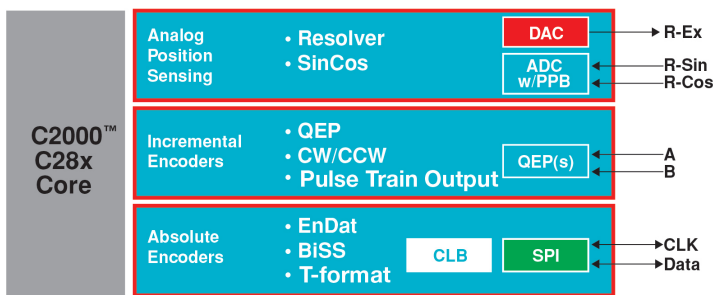 C2000™
C28x
Core
Analog
Position
Sensing
• Resolver
• SinCos
DAC
ADC
w/PPB
R-Ex
R-Sin
R-Cos
Incremental
Encoders
• QEP
• CW/CCW
• Pulse Train Output
QEP(s)
A
B
Absolute
Encoders
• EnDat
• BiSS
• T-format
CLB
SPI
CLK
Data